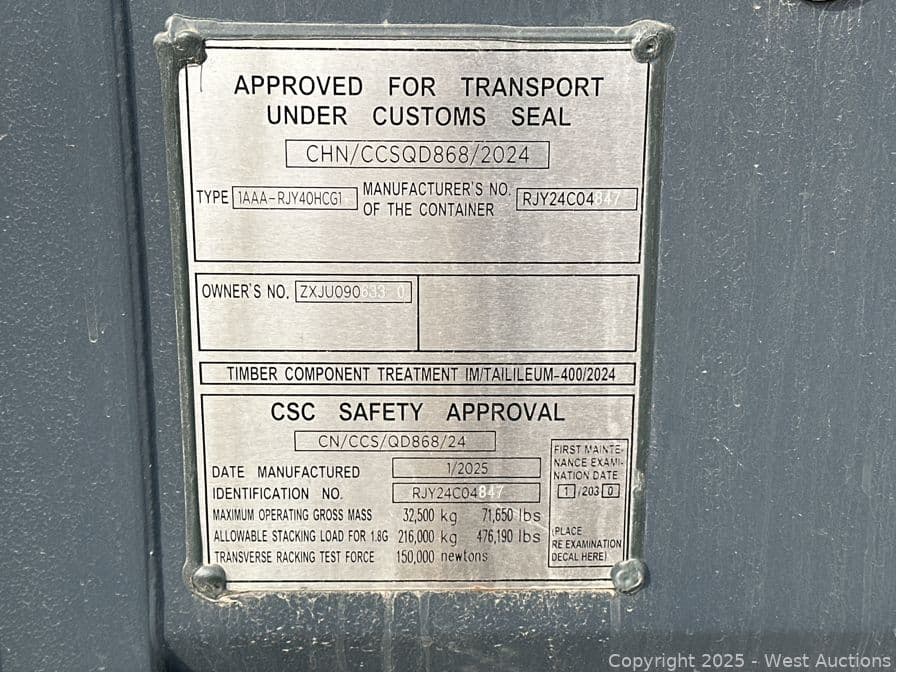 APPROVED FOR TRANSPORT
UNDER CUSTOMS SEAL
CHN/CCSQD868/2024
TYPE 1AAA-RJY40HCG1 MANUFACTURER'S NO. OF THE CONTAINER RJY24C04847
OWNER'S NO. ZXJU090633 0
TIMBER COMPONENT TREATMENT IM/TAILILEUM-400/2024
CSC SAFETY APPROVAL
CN/CCS/QD868/24
DATE MANUFACTURED 1/2025
IDENTIFICATION NO. RJY24C04847
MAXIMUM OPERATING GROSS MASS 32,500 kg 71,650 lbs
ALLOWABLE STACKING LOAD FOR 1.8G 216,000 kg 476,190 lbs
TRANSVERSE RACKING TEST FORCE 150,000 newtons
FIRST MAINTE-
NANCE EXAMI-
NATION DATE
1 /203 0
(PLACE
RE EXAMINATION
DECAL HERE)
Copyright 2025 - West Auctions